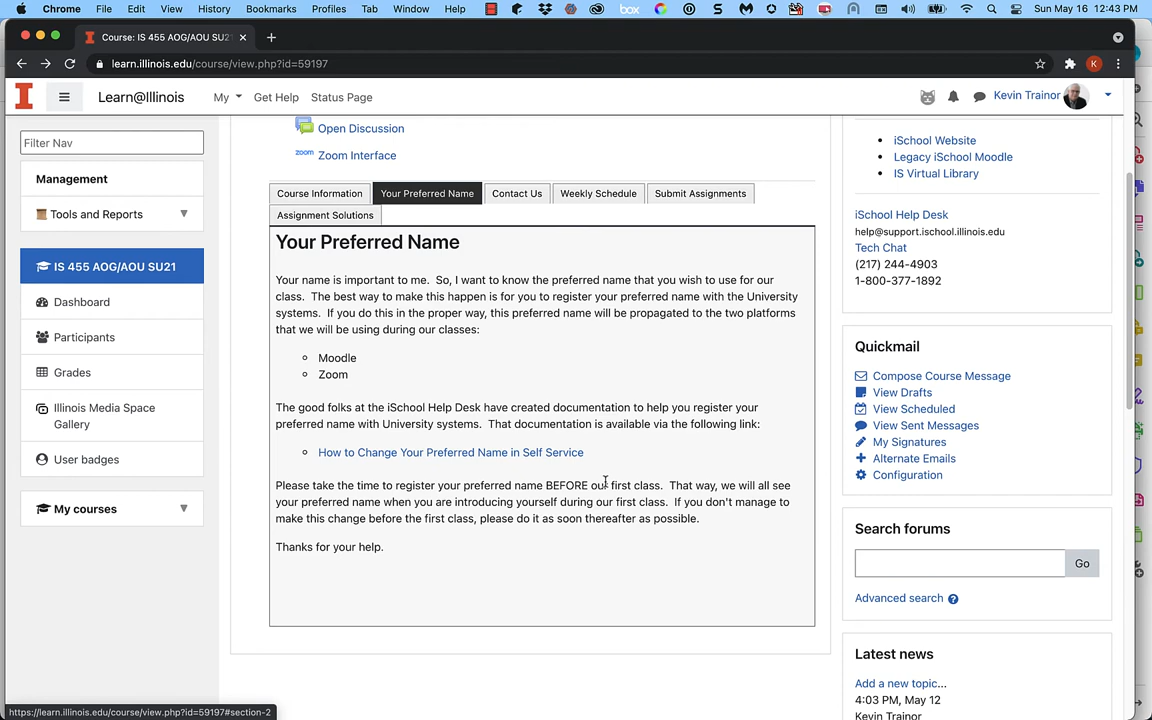 Chrome File Edit View History Bookmarks Profiles Tab Window Help box Sun May 16 12:43 PM
Course: IS 455 AOG/AOU SU21
learn.illinois.edu/course/view.php?id=59197
Learn@Illinois My Get Help Status Page Kevin Trainor
Filter Nav
Management
Tools and Reports
IS 455 AOG/AOU SU21
Dashboard
Participants
Grades
Illinois Media Space
Gallery
User badges
My courses
Open Discussion
zoom Zoom Interface
Course Information Your Preferred Name Contact Us Weekly Schedule Submit Assignments
Assignment Solutions
Your Preferred Name
Your name is important to me. So, I want to know the preferred name that you wish to use for our
class. The best way to make this happen is for you to register your preferred name with the University
systems. If you do this in the proper way, this preferred name will be propagated to the two platforms
that we will be using during our classes:
Moodle
Zoom
The good folks at the iSchool Help Desk have created documentation to help you register your
preferred name with University systems. That documentation is available via the following link:
How to Change Your Preferred Name in Self Service
Please take the time to register your preferred name BEFORE our first class. That way, we will all see
your preferred name when you are introducing yourself during our first class. If you don't manage to
make this change before the first class, please do it as soon thereafter as possible.
Thanks for your help.
iSchool Website
Legacy iSchool Moodle
IS Virtual Library
iSchool Help Desk
help@support.ischool.illinois.edu
Tech Chat
(217) 244-4903
1-800-377-1892
Quickmail
Compose Course Message
View Drafts
View Scheduled
View Sent Messages
My Signatures
Alternate Emails
Configuration
Search forums
Go
Advanced search
Latest news
Add a new topic...
4:03 PM, May 12
Kevin Trainor
https://learn.illinois.edu/course/view.php?id=59197#section-2